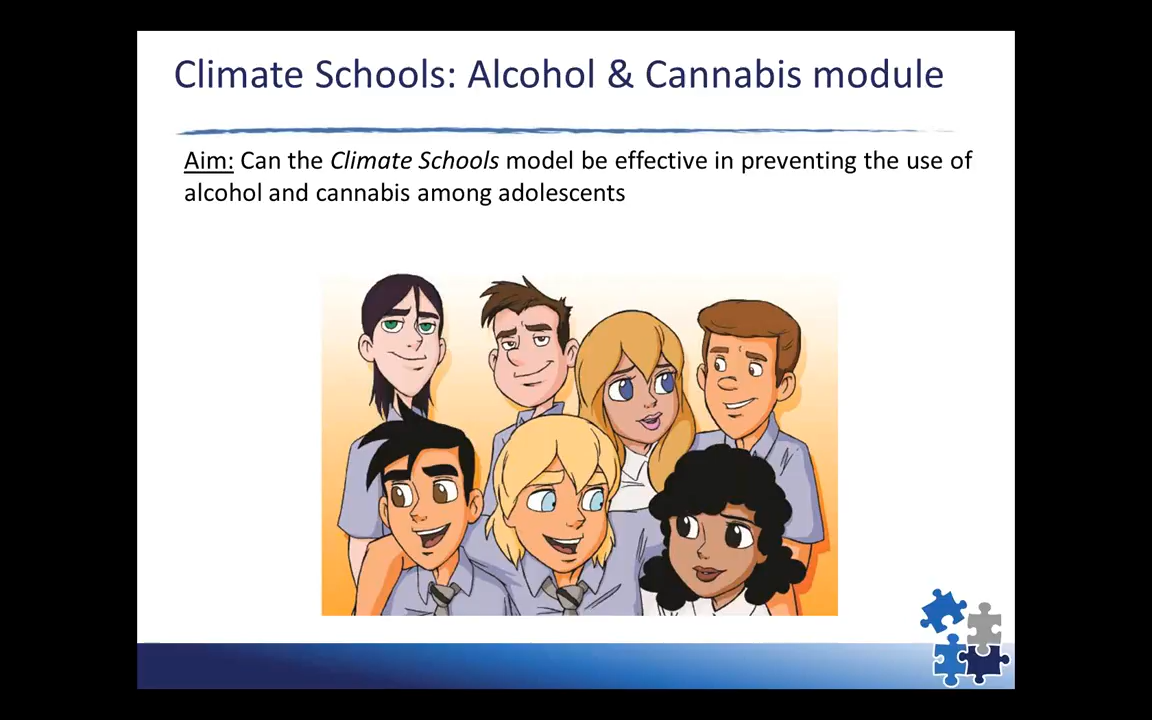 Climate Schools: Alcohol & Cannabis module
Aim: Can the Climate Schools model be effective in preventing the use of
alcohol and cannabis among adolescents